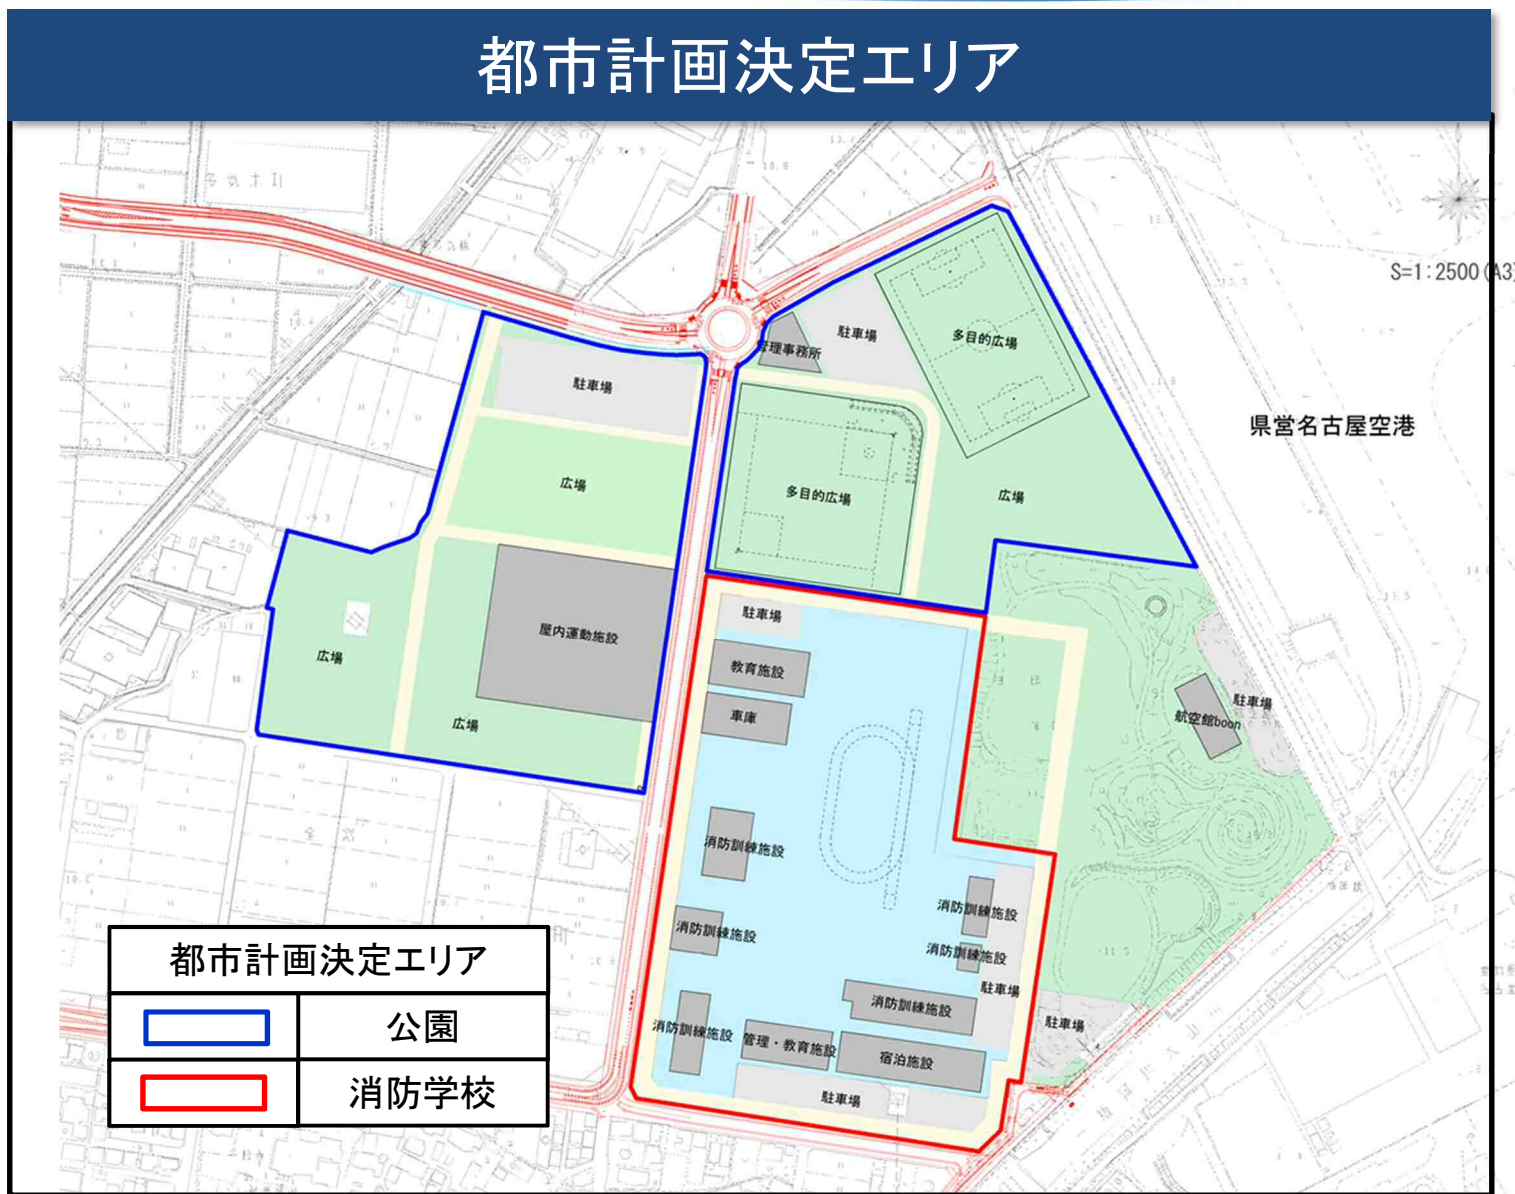 都市計画決定エリア
S=1:2500(A3)
県営名古屋空港
駐車場
管理事務所
多目的広場
駐車場
広場
多目的広場
広場
屋内運動施設
広場
広場
駐車場
教育施設
車庫
航空館boon
駐車場
消防訓練施設
消防訓練施設
消防訓練施設
消防訓練施設
消防訓練施設
駐車場
消防訓練施設
駐車場
管理・教育施設
宿泊施設
駐車場
都市計画決定エリア
公園
消防学校